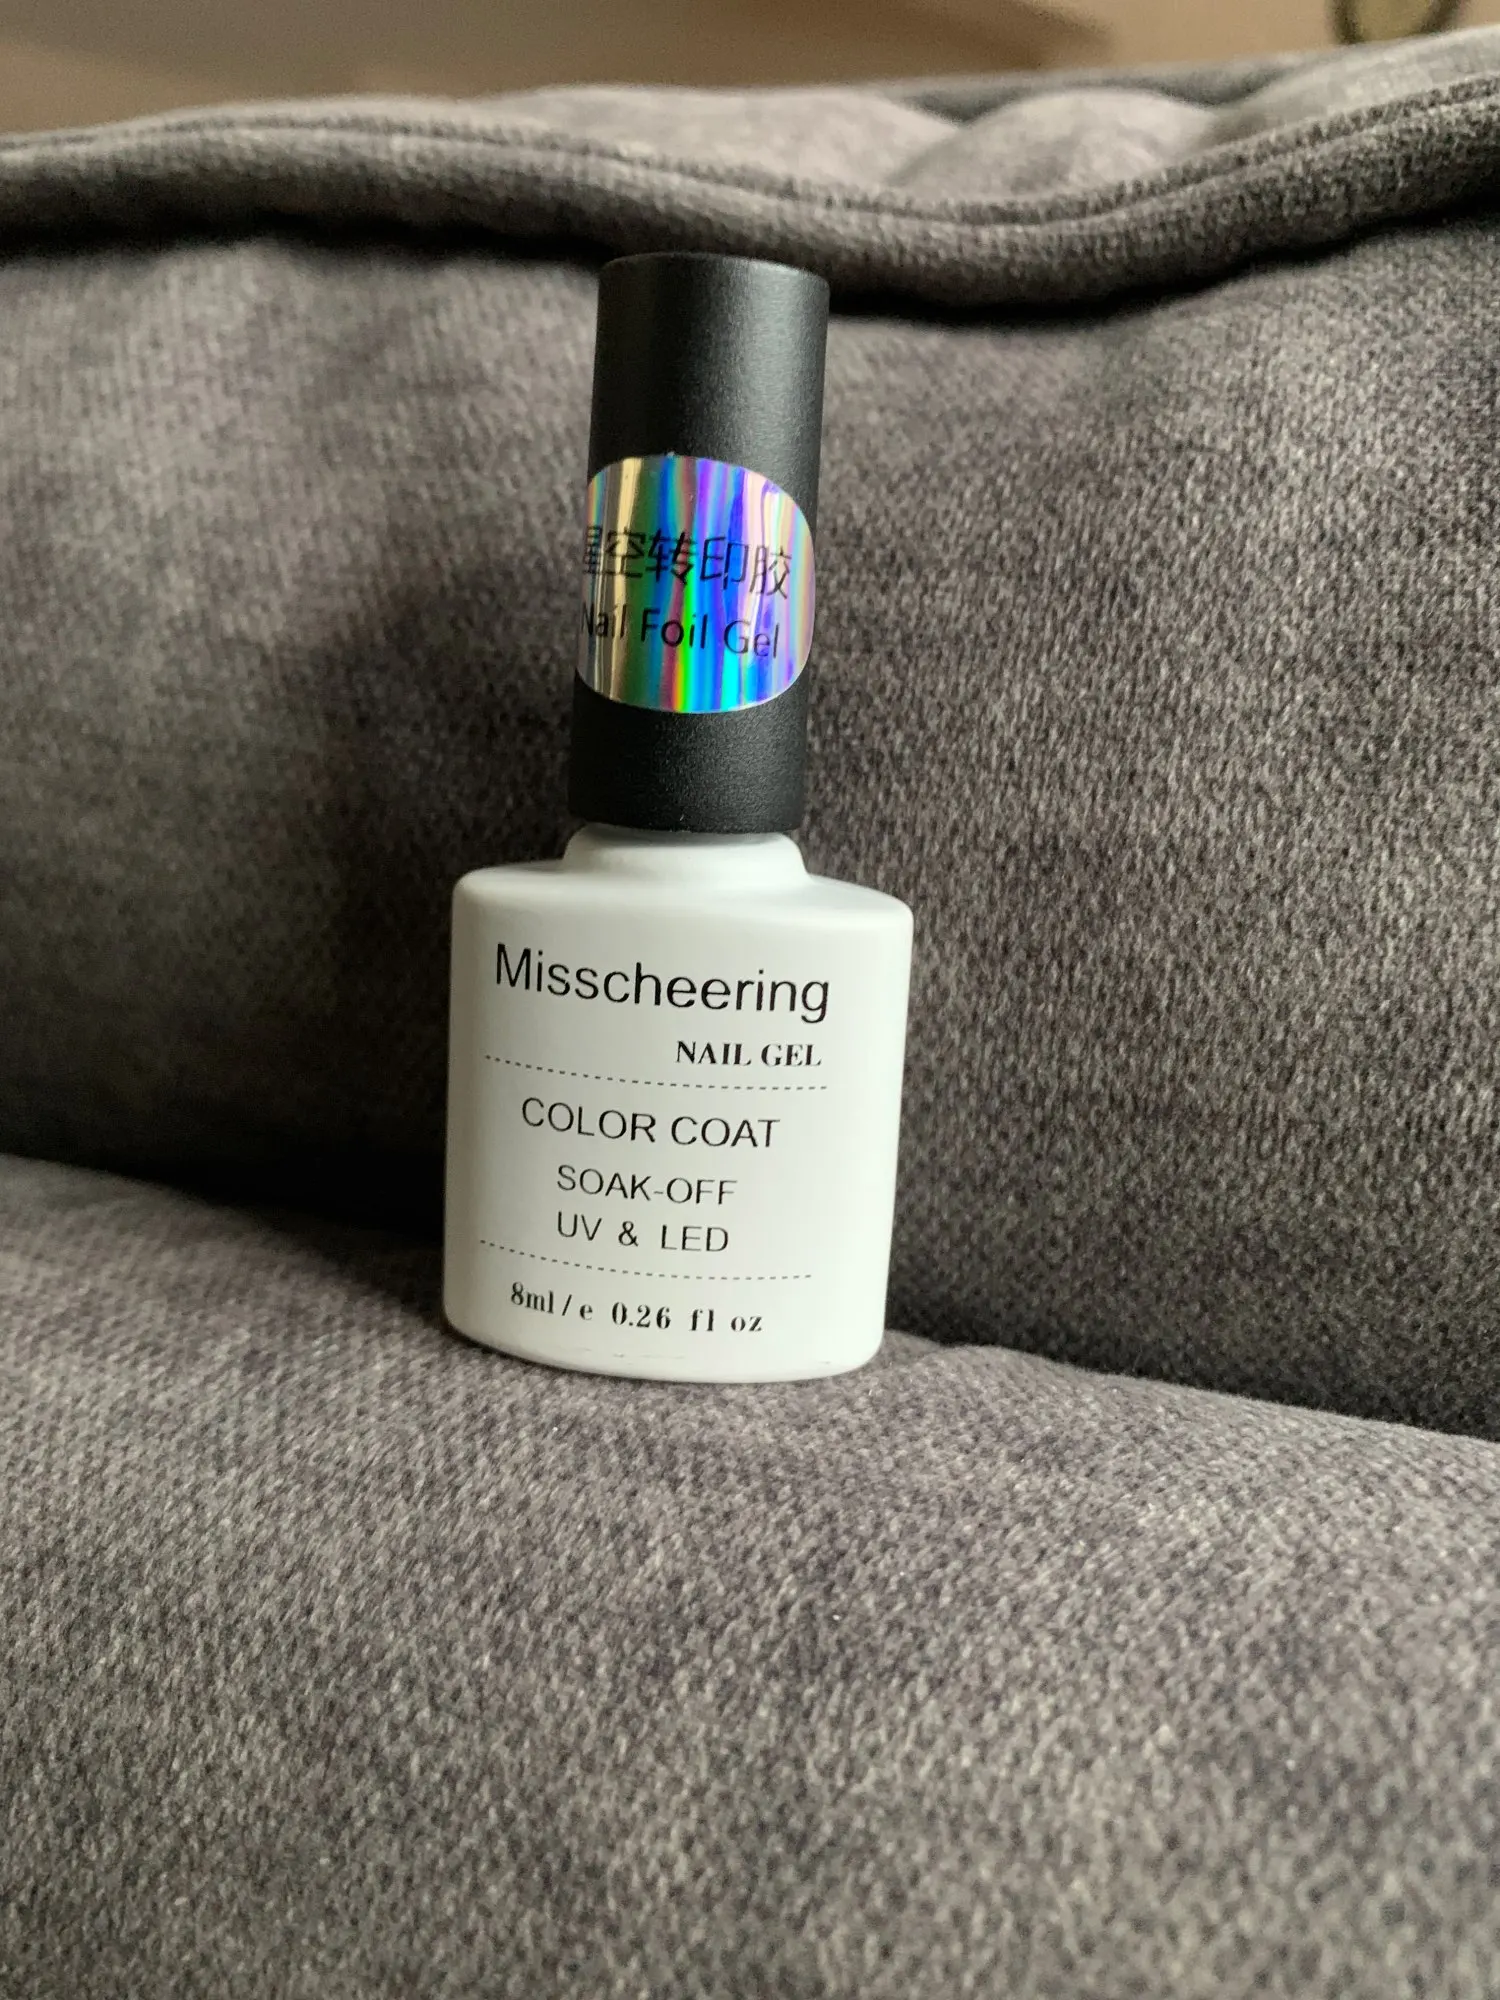 星空转印胶
Nail Foil Gel
Misscheering
NAIL GEL
COLOR COAT
SOAK-OFF
UV & LED
8ml / e 0.26 fl oz